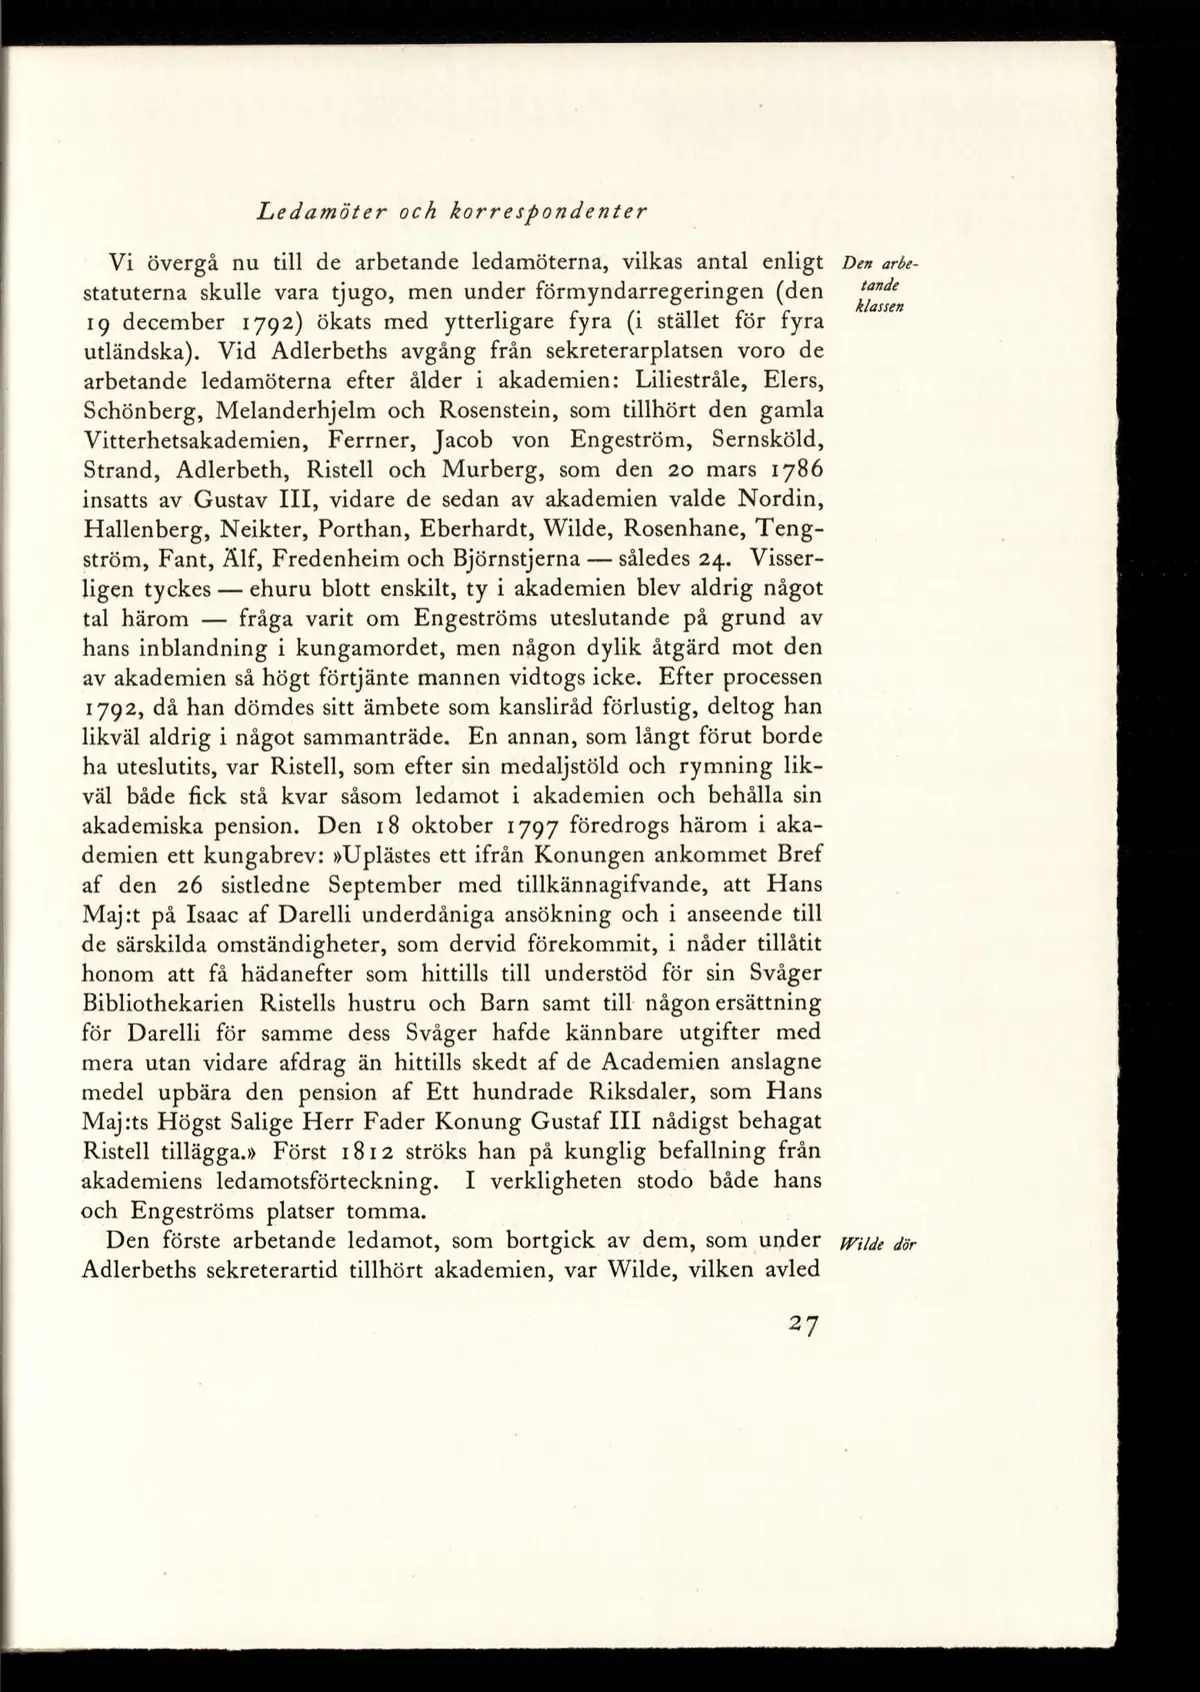 Ledamöter och korrespondenter
Vi övergå nu till de arbetande ledamöterna, vilkas antal enligt
statuterna skulle vara tjugo, men under förmyndarregeringen (den
19 december 1792) ökats med ytterligare fyra (i stället för fyra
utländska). Vid Adlerbeths avgång från sekreterarplatsen voro de
arbetande ledamöterna efter ålder i akademien: Liliestråle, Elers,
Schönberg, Melanderhjelm och Rosenstein, som tillhört den gamla
Vitterhetsakademien, Ferrner, Jacob von Engeström, Sernsköld,
Strand, Adlerbeth, Ristell och Murberg, som den 20 mars 1786
insatts av Gustav III, vidare de sedan av akademien valde Nordin,
Hallenberg, Neikter, Porthan, Eberhardt, Wilde, Rosenhane, Teng-
ström, Fant, Älf, Fredenheim och Björnstjerna — således 24. Visser-
ligen tyckes — ehuru blott enskilt, ty i akademien blev aldrig något
tal härom — fråga varit om Engeströms uteslutande på grund av
hans inblandning i kungamordet, men någon dylik åtgärd mot den
av akademien så högt förtjänte mannen vidtogs icke. Efter processen
1792, då han dömdes sitt ämbete som kansliråd förlustig, deltog han
likväl aldrig i något sammanträde. En annan, som långt förut borde
ha uteslutits, var Ristell, som efter sin medaljstöld och rymning lik-
väl både fick stå kvar såsom ledamot i akademien och behålla sin
akademiska pension. Den 18 oktober 1797 föredrogs härom i aka-
demien ett kungabrev: »Uplästes ett ifrån Konungen ankommet Bref
af den 26 sistledne September med tillkännagifvande, att Hans
Maj:t på Isaac af Darelli underdåniga ansökning och i anseende till
de särskilda omständigheter, som dervid förekommit, i nåder tillåtit
honom att få hädanefter som hittills till understöd för sin Svåger
Bibliothekarien Ristells hustru och Barn samt till någon ersättning
för Darelli för samme dess Svåger hafde kännbare utgifter med
mera utan vidare afdrag än hittills skedt af de Academien anslagne
medel upbära den pension af Ett hundrade Riksdaler, som Hans
Maj:ts Högst Salige Herr Fader Konung Gustaf III nådigst behagat
Ristell tillägga.» Först 1812 ströks han på kunglig befallning från
akademiens ledamotsförteckning. I verkligheten stodo både hans
och Engeströms platser tomma.
Den förste arbetande ledamot, som bortgick av dem, som under
Adlerbeths sekreterartid tillhört akademien, var Wilde, vilken avled
Den arbe-
tande
klassen
Wilde dör
27